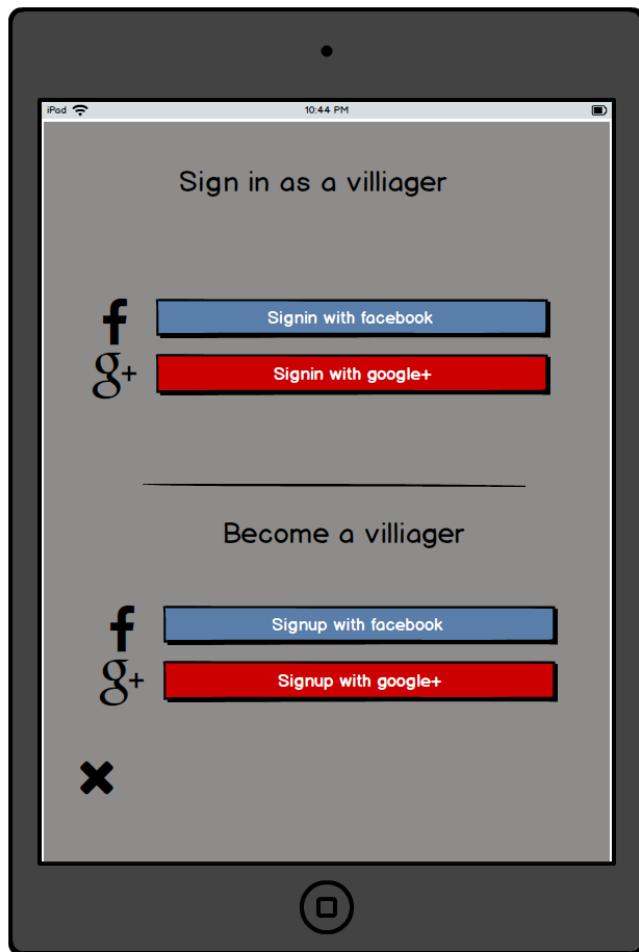 iPad 10:44 PM
Sign in as a villiager
f Signin with facebook
g+ Signin with google+
Become a villiager
f Signup with facebook
g+ Signup with google+